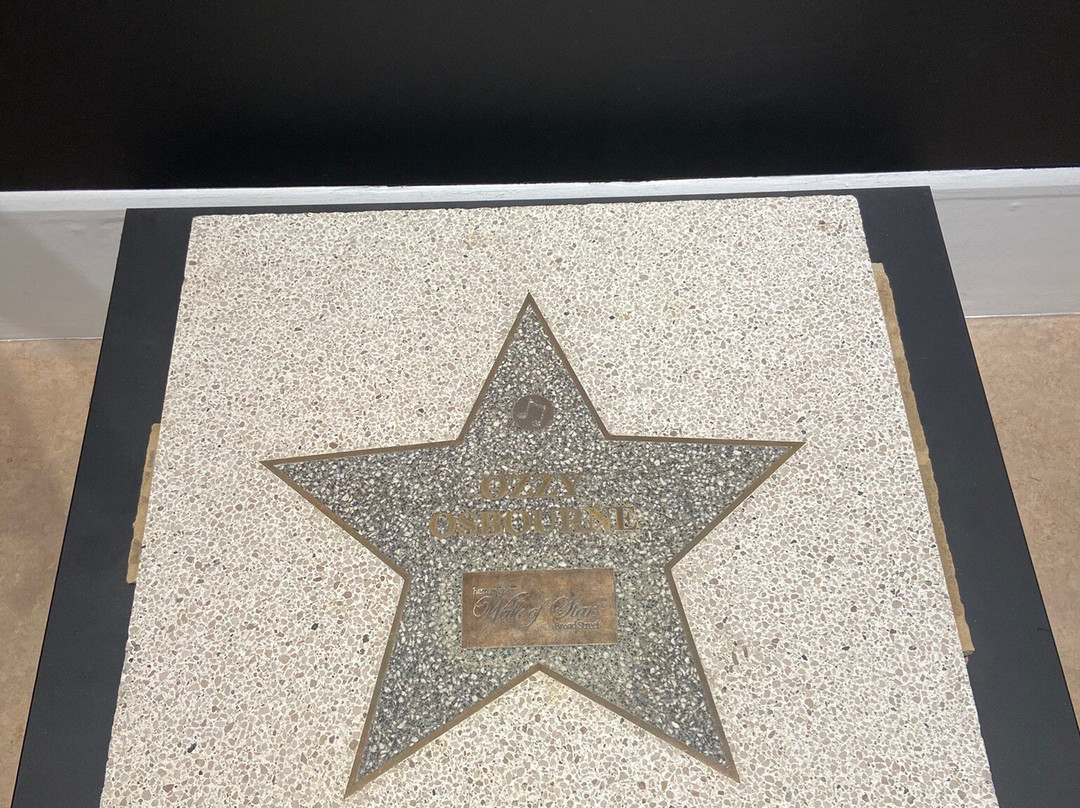 OZZY
OSBOURNE
Walk of Stars
Broad Street